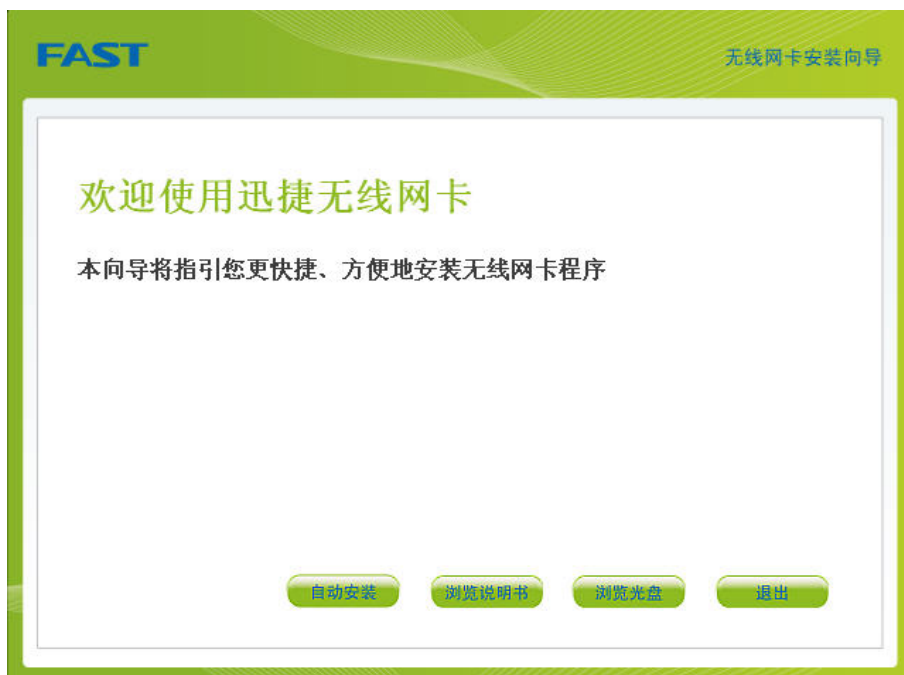 FAST
无线网卡安装向导
欢迎使用迅捷无线网卡
本向导将指引您更快捷、方便地安装无线网卡程序
自动安装 浏览说明书 浏览光盘 退出